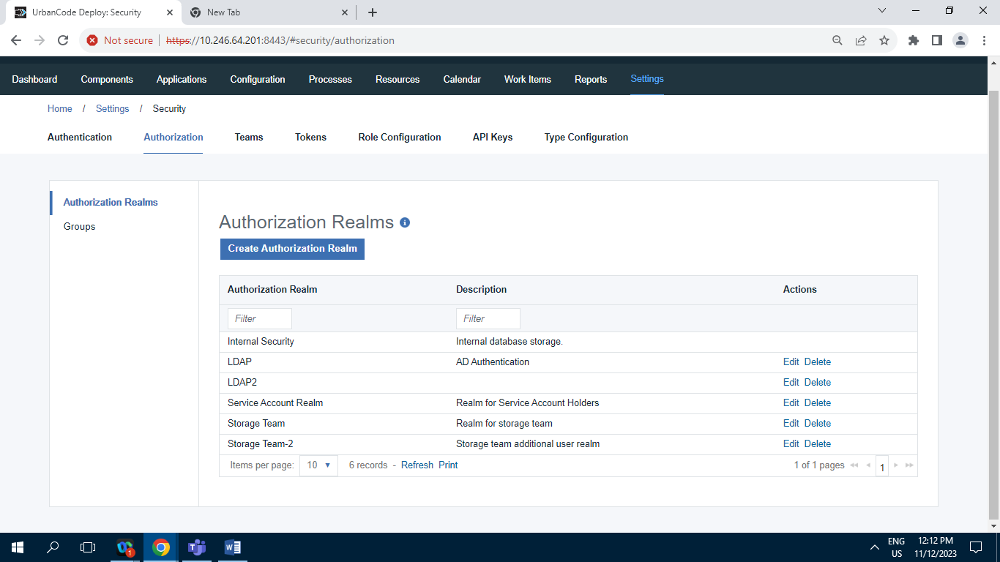 UrbanCode Deploy: Security
New Tab
Not secure https://10.246.64.201:8443/#security/authorization
Dashboard Components Applications Configuration Processes Resources Calendar Work Items Reports Settings
Home / Settings / Security
Authentication Authorization Teams Tokens Role Configuration API Keys Type Configuration
Authorization Realms
Groups
Authorization Realms
Create Authorization Realm
Authorization Realm Description Actions
Filter Filter
Internal Security Internal database storage.
LDAP AD Authentication Edit Delete
LDAP2 Edit Delete
Service Account Realm Realm for Service Account Holders Edit Delete
Storage Team Realm for storage team Edit Delete
Storage Team-2 Storage team additional user realm Edit Delete
Items per page: 10 6 records - Refresh Print 1 of 1 pages 1
1
ENG 12:12 PM
US 11/12/2023